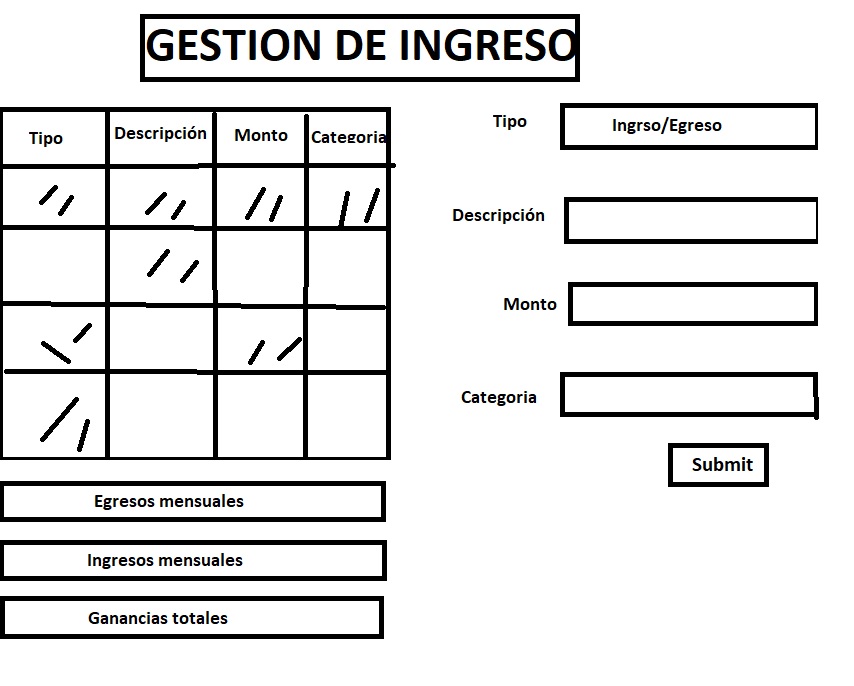 GESTION DE INGRESO
Tipo
Descripción
Monto
Categoria
Egresos mensuales
Ingresos mensuales
Ganancias totales
Tipo
Ingrso/Egreso
Descripción
Monto
Categoria
Submit